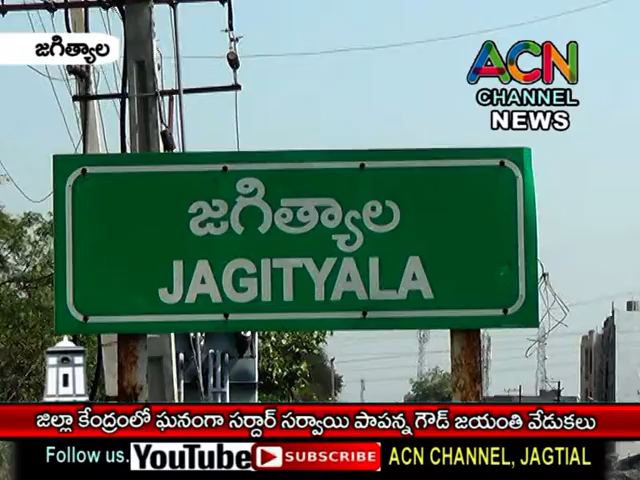 జగిత్యాల
ACN
CHANNEL
NEWS
జగిత్యాల
JAGITYALA
జిల్లా కేంద్రంలో ఘనంగా సర్దార్ సర్వాయి పాపన్న గౌడ్ జయంతి వేడుకలు
Follow us. YouTube SUBSCRIBE ACN CHANNEL, JAGTIAL